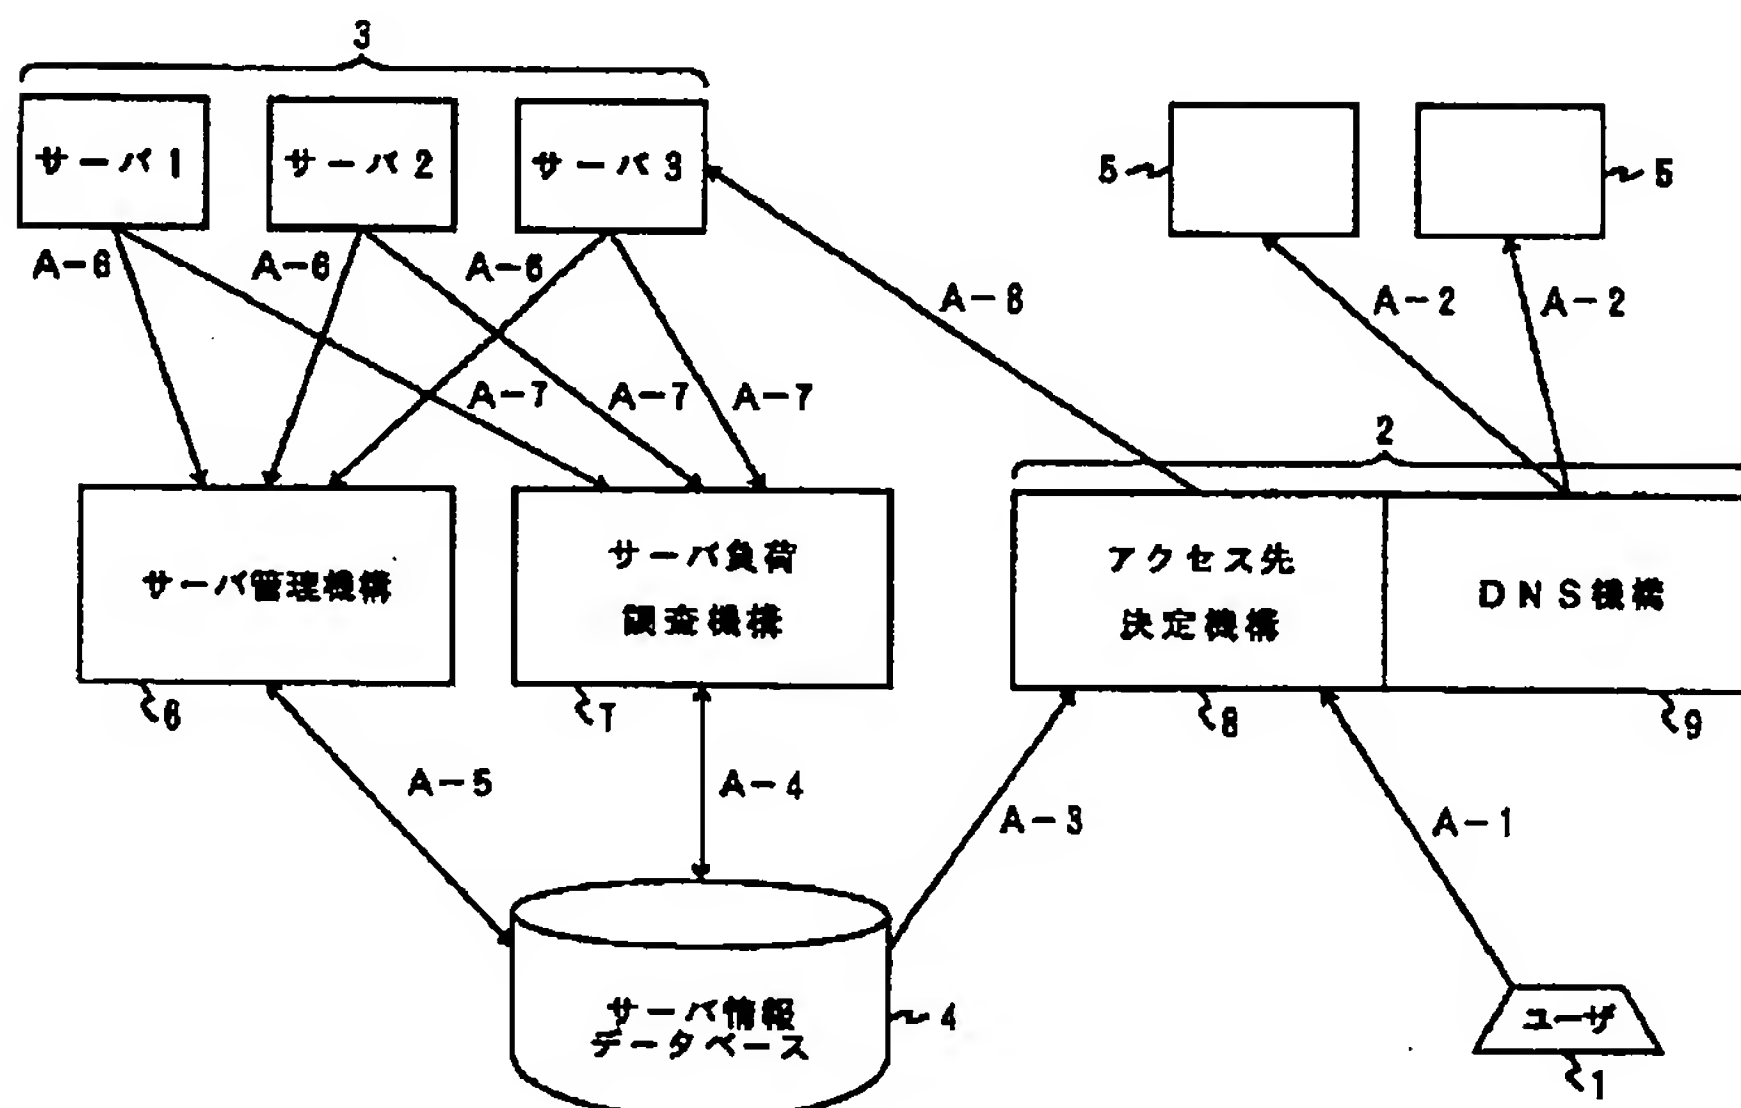 3
サーバ1
サーバ2
サーバ3
5
5
A-6
A-6
A-6
A-8
A-2
A-2
A-7
A-7
A-7
2
サーバ管理機構
サーバ負荷
調査機構
アクセス先
決定機構
DNS機構
6
7
8
9
A-5
A-4
A-3
A-1
サーバ情報
データベース
4
ユーザ
1